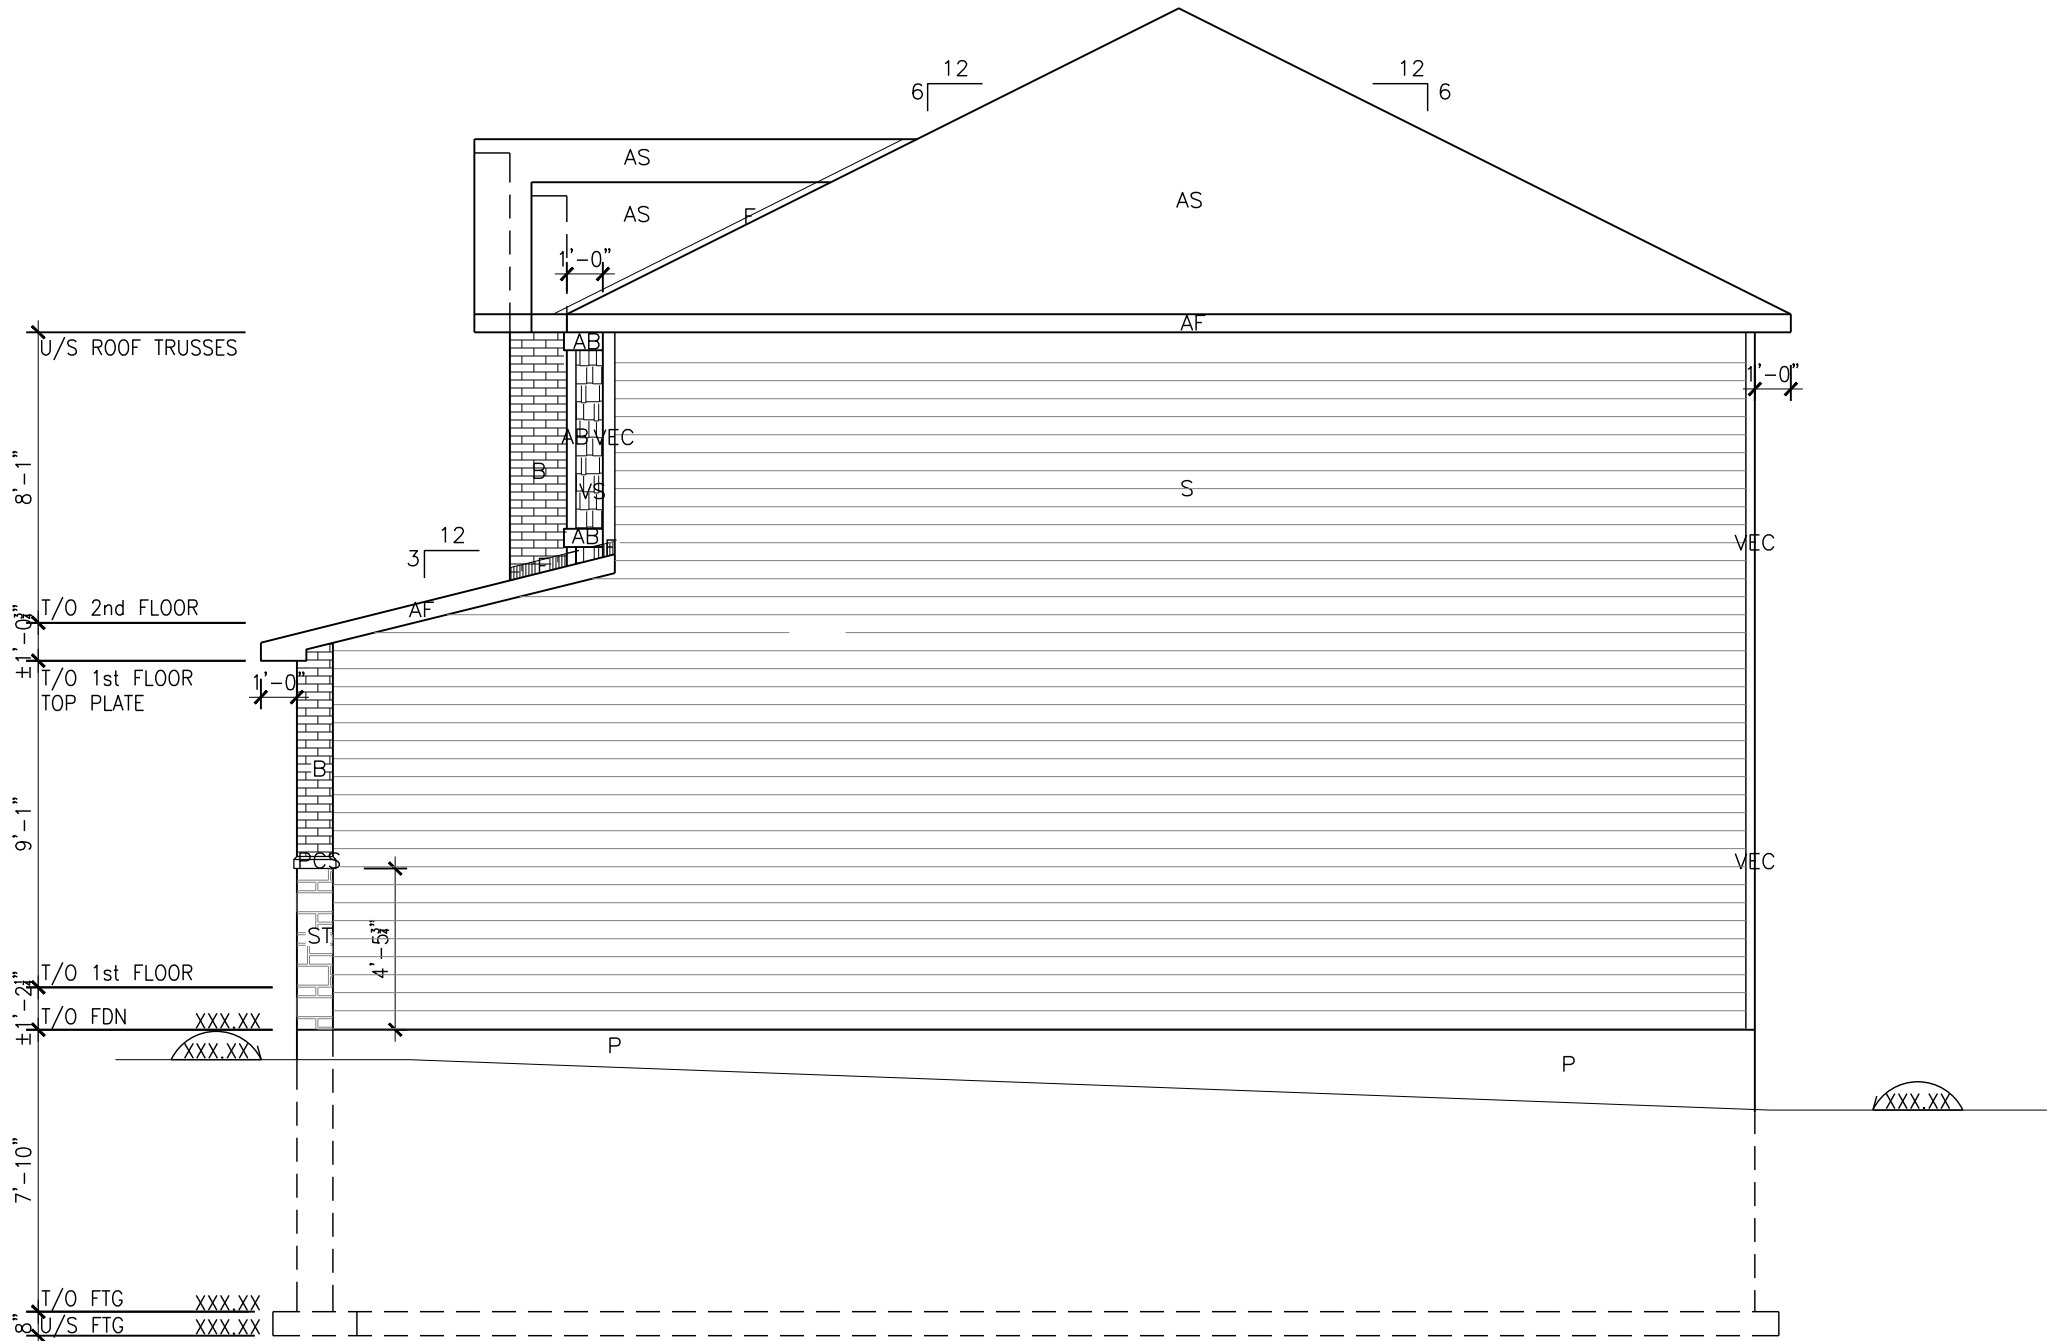 12
6
12
6
AS
AS
F
AS
1'-0"
AF
U/S ROOF TRUSSES
AB
1'-0"
AB
VEC
B
VS
S
8'-1"
12
3
AB
F
F
VEC
T/O 2nd FLOOR
AF
±1'-0¾"
T/O 1st FLOOR
TOP PLATE
1'-0"
B
9'-1"
PCS
VEC
ST
4'-5¾"
T/O 1st FLOOR
±1'-2½"
T/O FDN
XXX.XX
XXX.XX
P
P
XXX.XX
7'-10"
T/O FTG
XXX.XX
8"
U/S FTG
XXX.XX